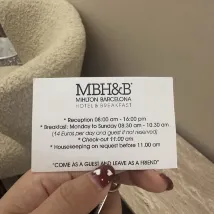 MBH&B
MIHLTON BARCELONA
HOTEL & BREAKFAST
* Reception 08:00 am - 16:00 pm
* Breakfast: Monday to Sunday 08:30 am - 10:30 am
(14 Euros per day and guest if not reserved)
* Check-out 11:00 am
* Housekeeping on request before 11.00 am
"COME AS A GUEST AND LEAVE AS A FRIEND"